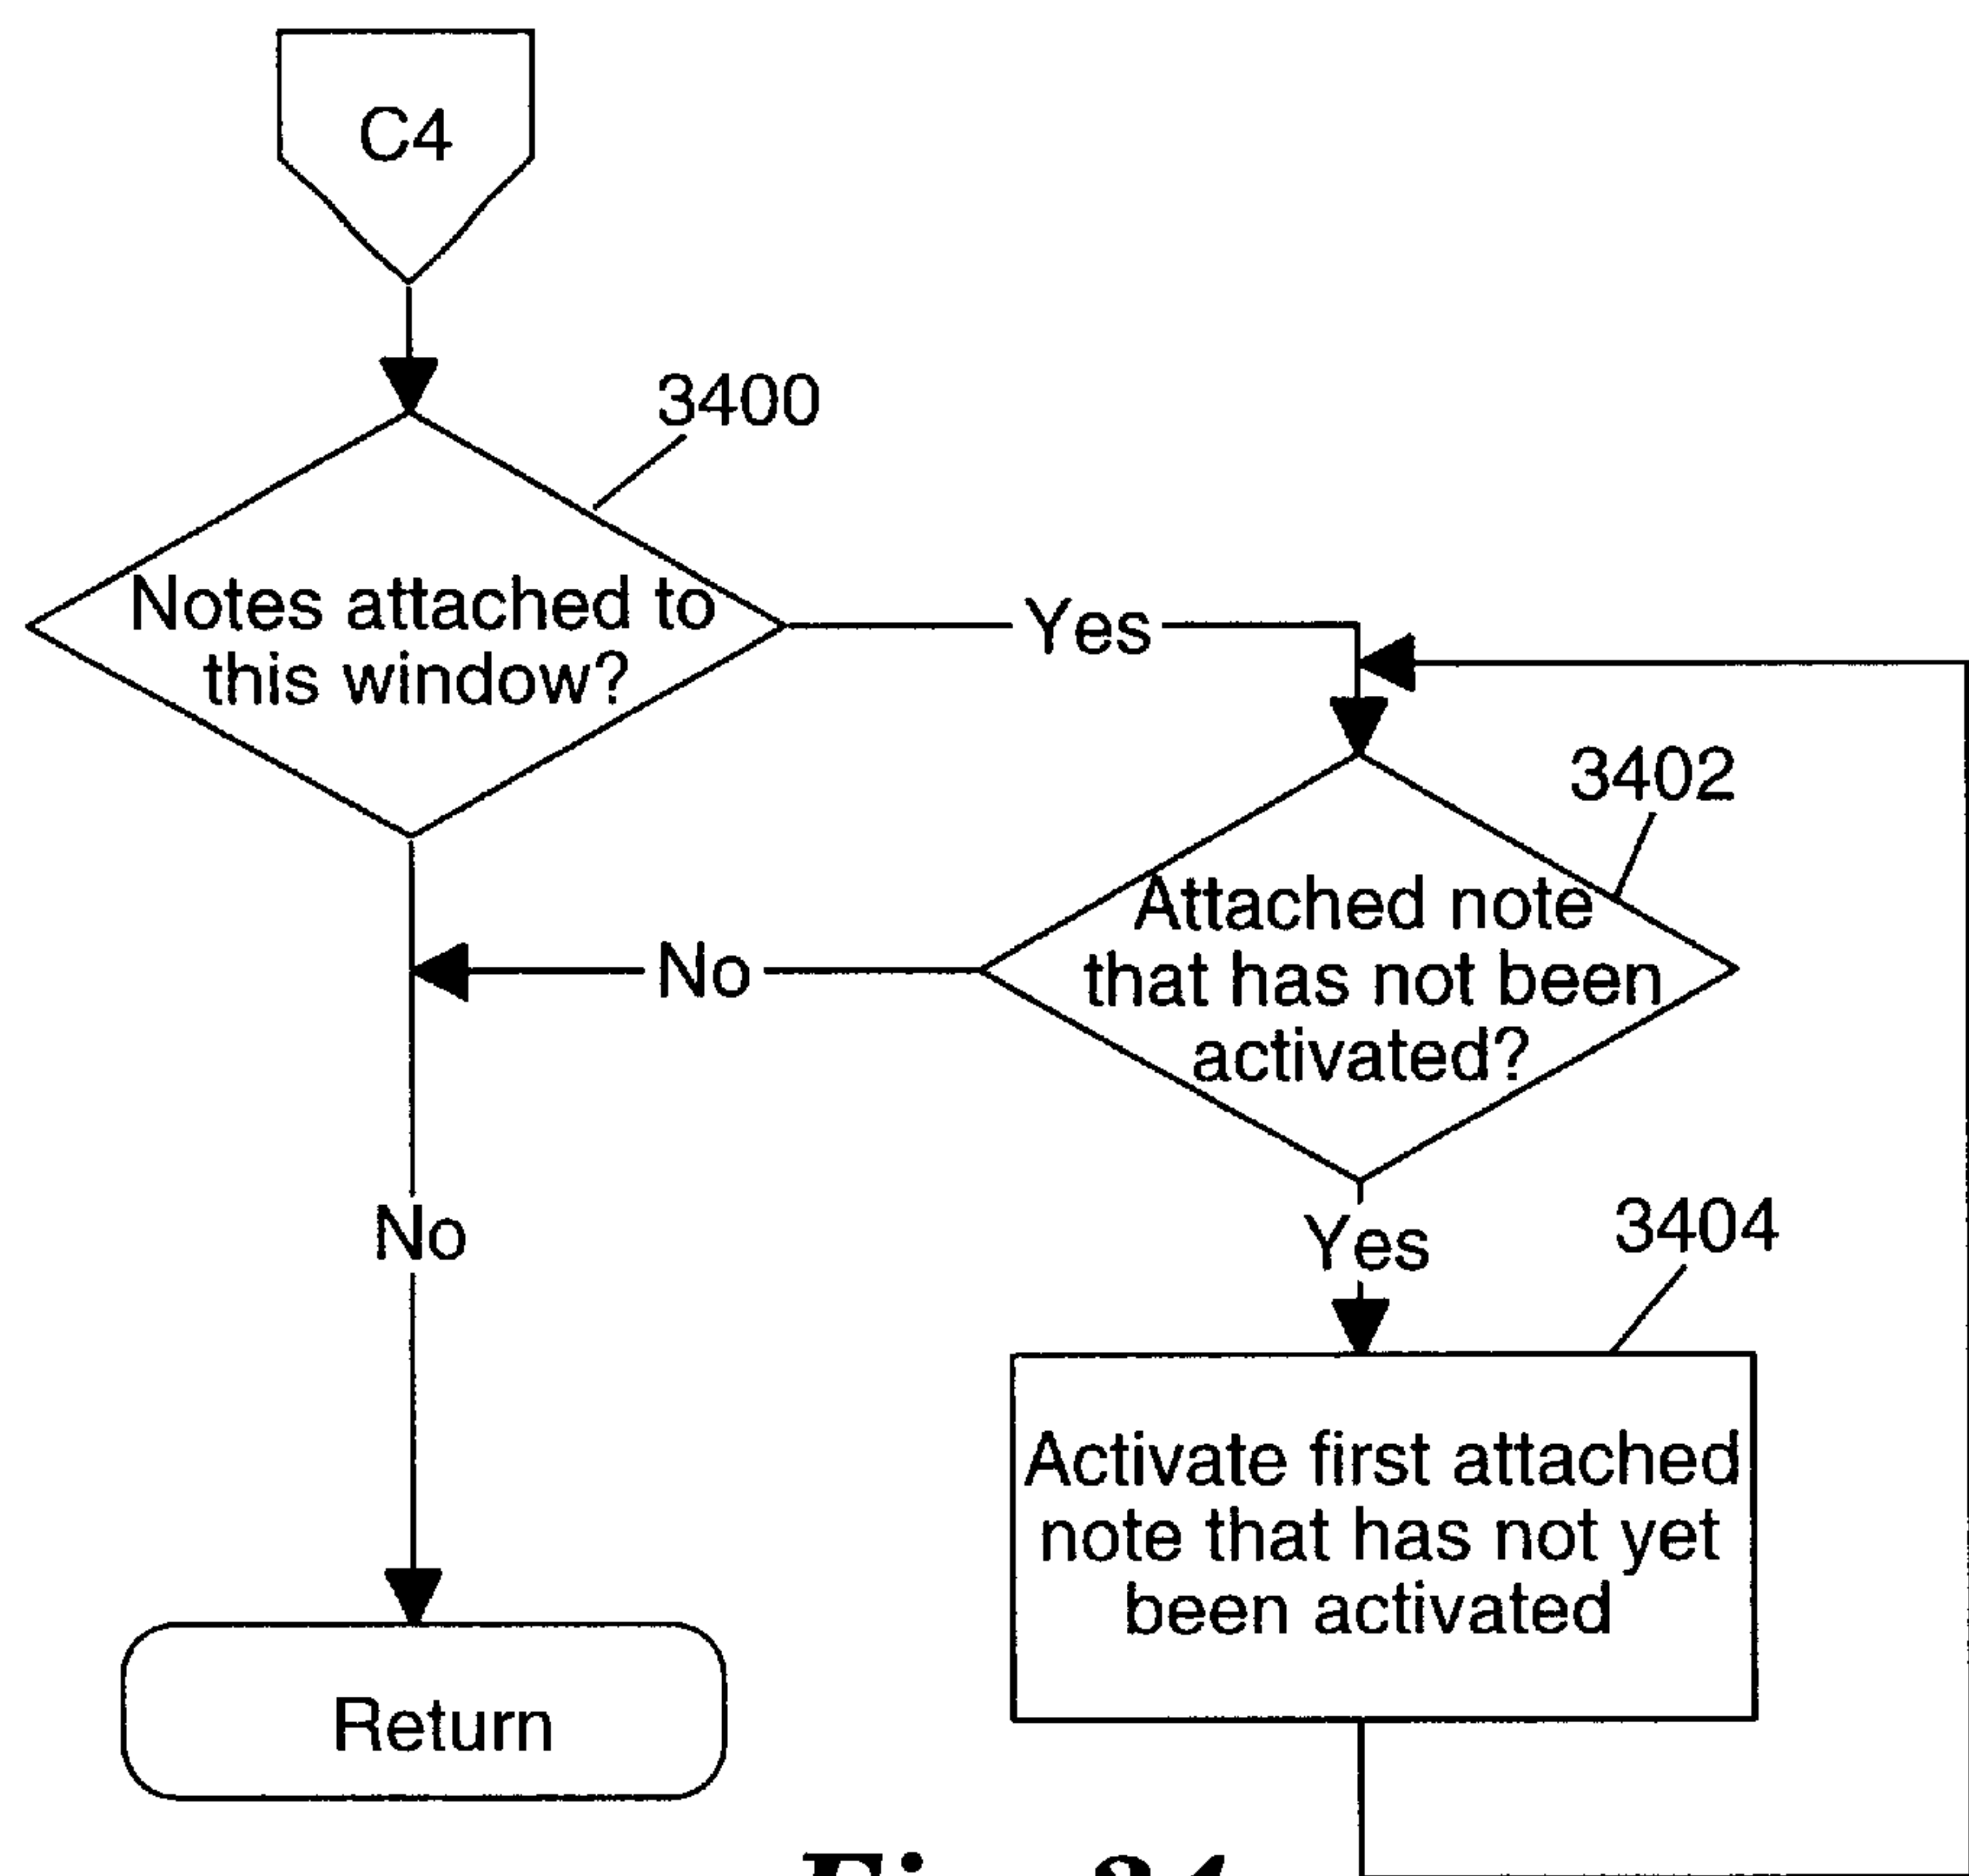 C4
3400
Notes attached to
this window?
Yes
3402
Attached note
that has not been
activated?
No
No
Yes
3404
Activate first attached
note that has not yet
been activated
Return